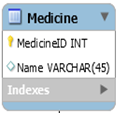 Medicine
MedicineID INT
Name VARCHAR(45)
Indexes